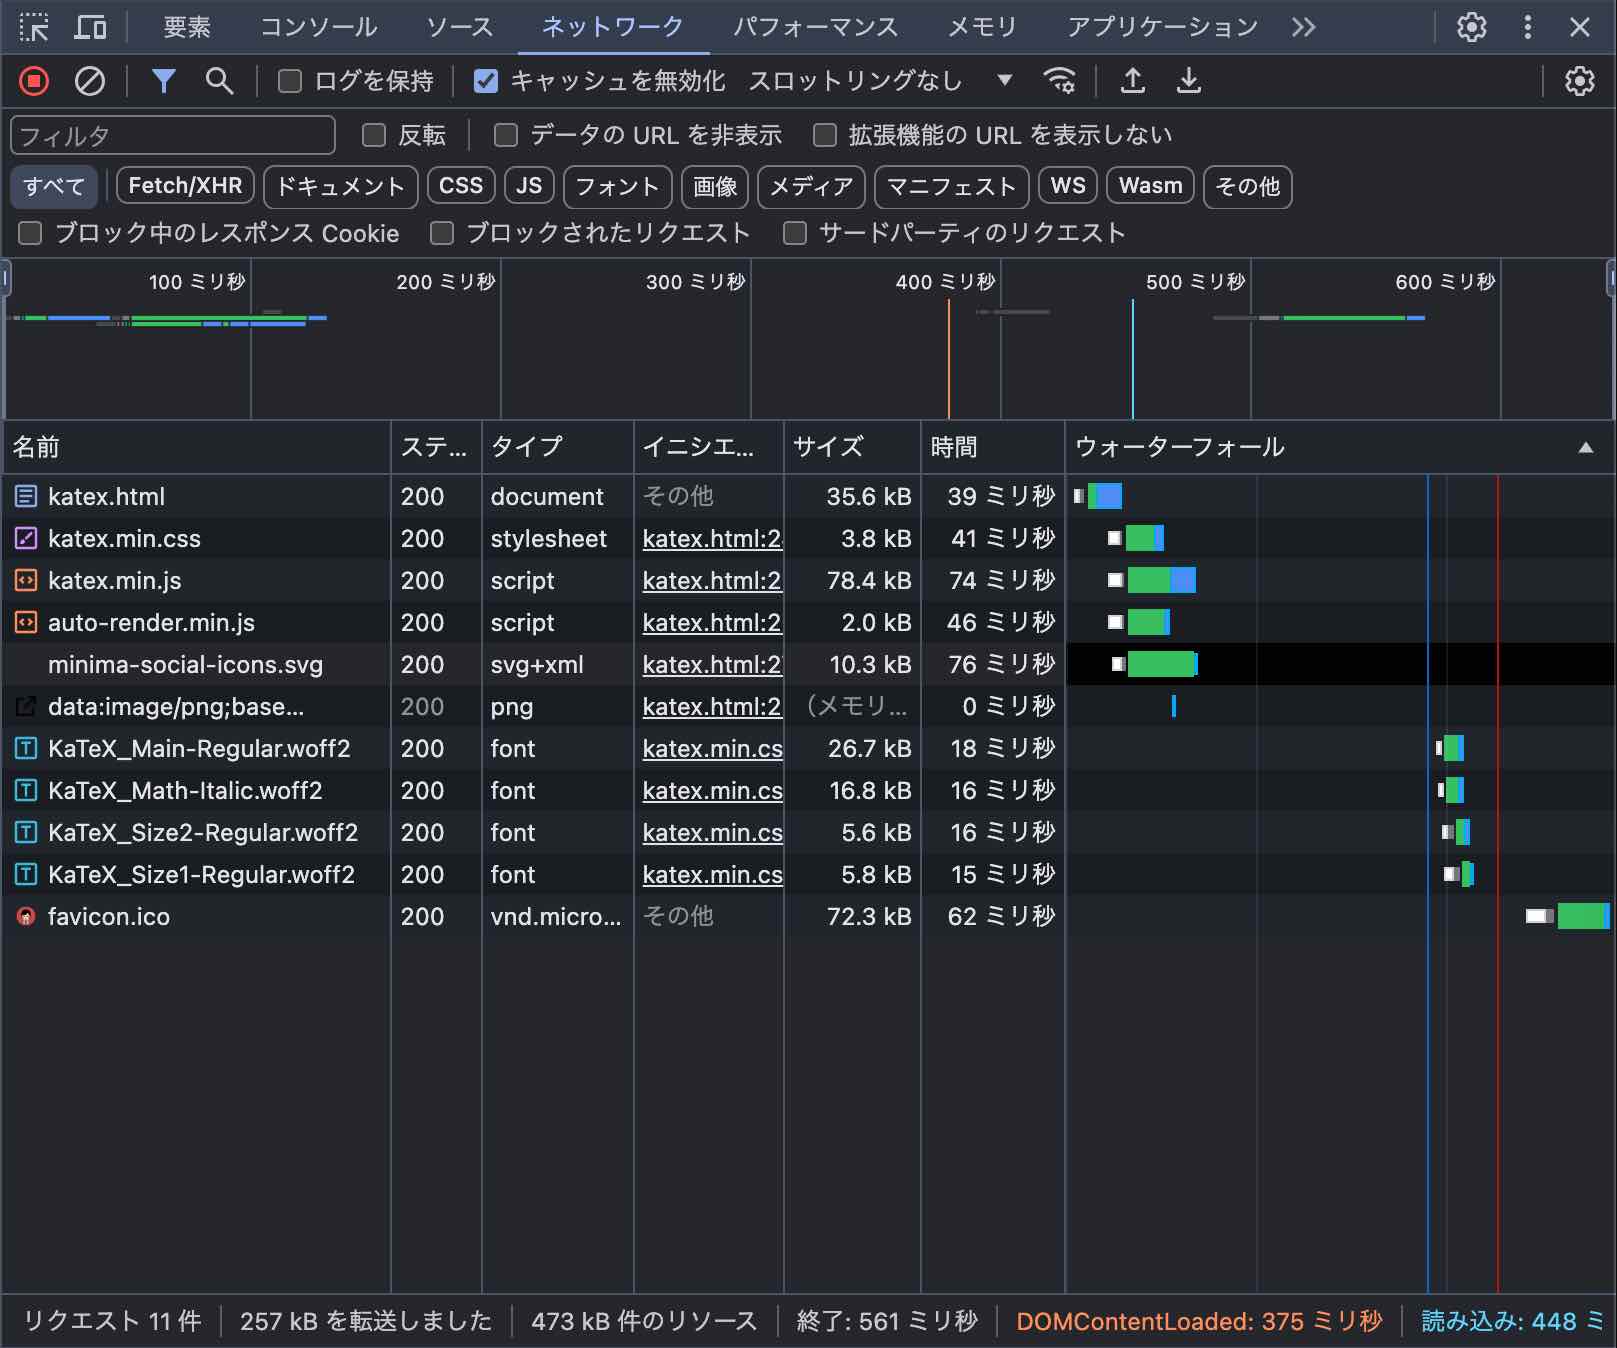 要素 コンソール ソース ネットワーク パフォーマンス メモリ アプリケーション
ログを保持 キャッシュを無効化 スロットリングなし
フィルタ 反転 データの URL を非表示 拡張機能の URL を表示しない
すべて Fetch/XHR ドキュメント CSS JS フォント 画像 メディア マニフェスト WS Wasm その他
ブロック中のレスポンス Cookie ブロックされたリクエスト サードパーティのリクエスト
100 ミリ秒 200 ミリ秒 300 ミリ秒 400 ミリ秒 500 ミリ秒 600 ミリ秒
名前 ステ... タイプ イニシエ... サイズ 時間 ウォーターフォール
katex.html 200 document その他 35.6 kB 39 ミリ秒
katex.min.css 200 stylesheet katex.html:2 3.8 kB 41 ミリ秒
katex.min.js 200 script katex.html:2 78.4 kB 74 ミリ秒
auto-render.min.js 200 script katex.html:2 2.0 kB 46 ミリ秒
minima-social-icons.svg 200 svg+xml katex.html:2 10.3 kB 76 ミリ秒
data:image/png;base... 200 png katex.html:2 (メモリ... 0 ミリ秒
KaTeX_Main-Regular.woff2 200 font katex.min.cs 26.7 kB 18 ミリ秒
KaTeX_Math-Italic.woff2 200 font katex.min.cs 16.8 kB 16 ミリ秒
KaTeX_Size2-Regular.woff2 200 font katex.min.cs 5.6 kB 16 ミリ秒
KaTeX_Size1-Regular.woff2 200 font katex.min.cs 5.8 kB 15 ミリ秒
favicon.ico 200 vnd.micro... その他 72.3 kB 62 ミリ秒
リクエスト 11 件 257 kB を転送しました 473 kB 件のリソース 終了: 561 ミリ秒 DOMContentLoaded: 375 ミリ秒 読み込み: 448 ミ